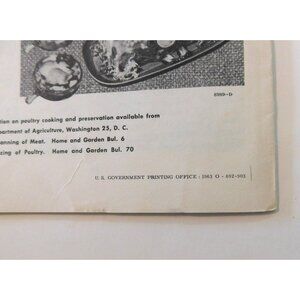 8989-D
tion on poultry cooking and preservation available from
partment of Agriculture, Washington 25, D. C.
anning of Meat. Home and Garden Bul. 6
zing of Poultry. Home and Garden Bul. 70
U. S. GOVERNMENT PRINTING OFFICE : 1963 O - 692-903